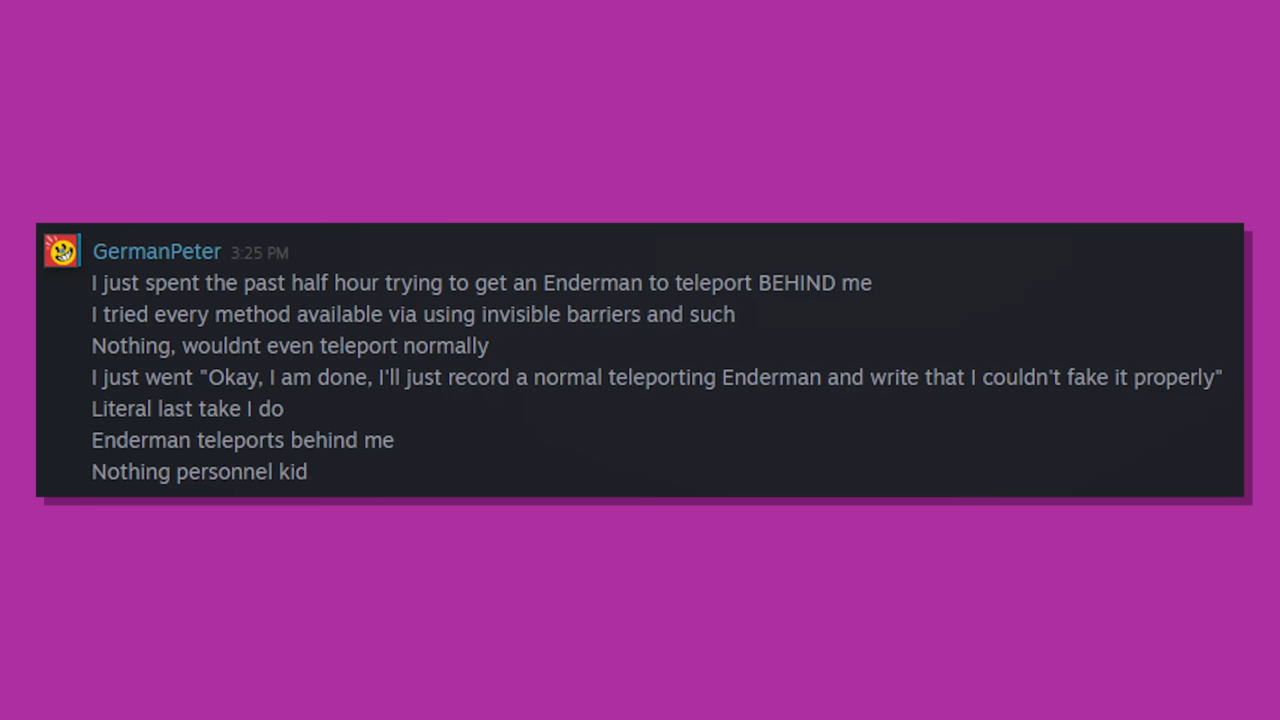 GermanPeter 3:25 PM
I just spent the past half hour trying to get an Enderman to teleport BEHIND me
I tried every method available via using invisible barriers and such
Nothing, wouldnt even teleport normally
I just went "Okay, I am done, I'll just record a normal teleporting Enderman and write that I couldn't fake it properly"
Literal last take I do
Enderman teleports behind me
Nothing personnel kid